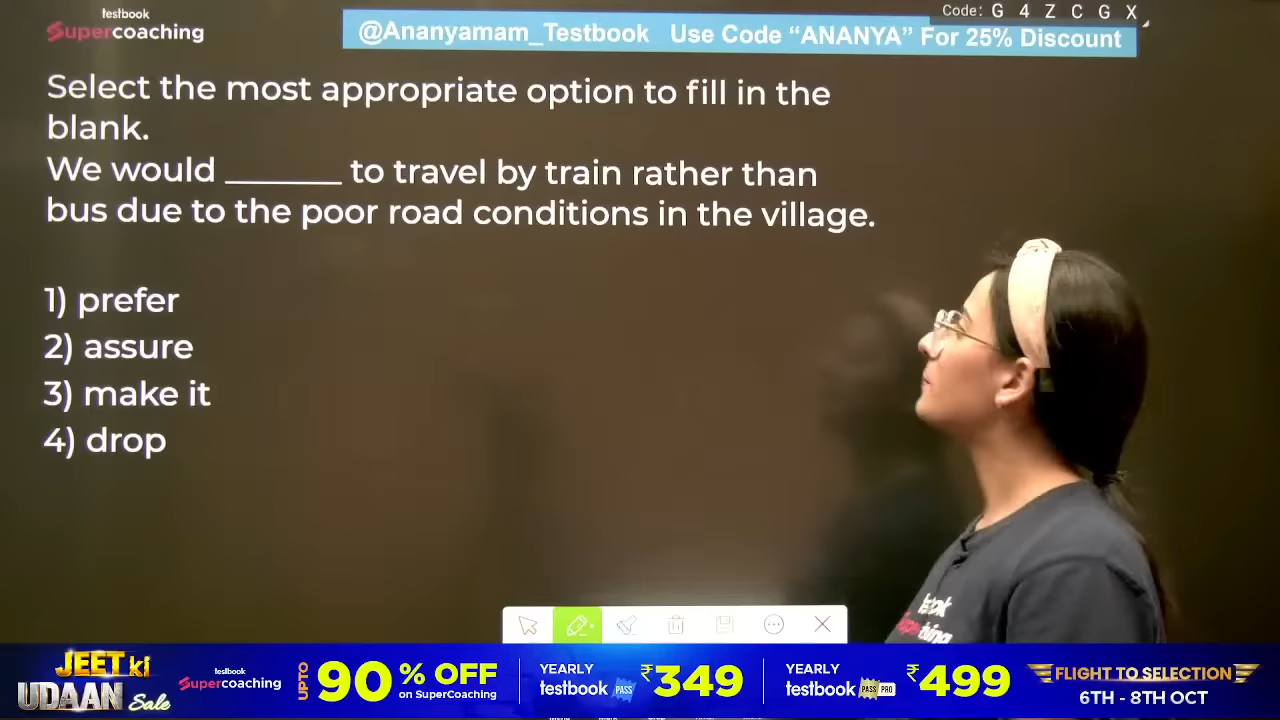 testbook
Supercoaching
@Ananyamam_Testbook Use Code “ANANYA” For 25% Discount
Code: G 4 Z C G X
Select the most appropriate option to fill in the
blank.
We would ______ to travel by train rather than
bus due to the poor road conditions in the village.
1) prefer
2) assure
3) make it
4) drop
JEET ki
UDAAN Sale
testbook
Supercoaching
UPTO 90 % OFF
on SuperCoaching
YEARLY
testbook PASS ₹349
YEARLY
testbook PASS PRO ₹499
FLIGHT TO SELECTION
6TH - 8TH OCT